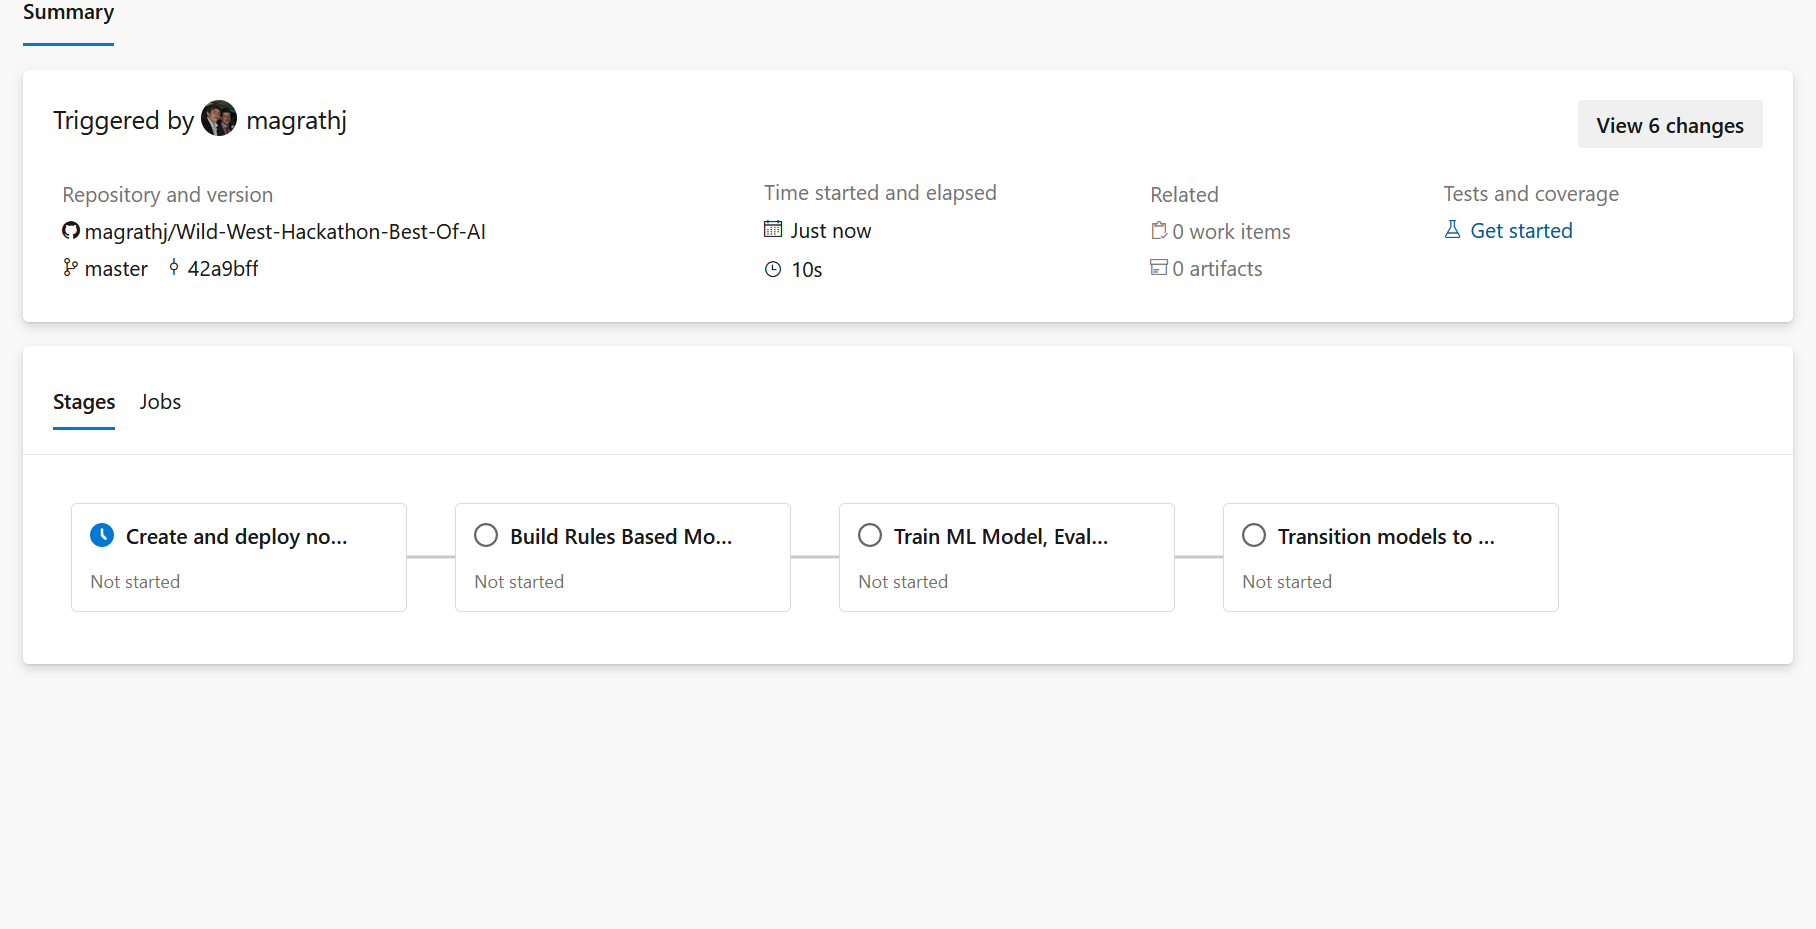 Summary
Triggered by magrathj
View 6 changes
Repository and version
magrathj/Wild-West-Hackathon-Best-Of-AI
master 42a9bff
Time started and elapsed
Just now
10s
Related
0 work items
0 artifacts
Tests and coverage
Get started
Stages Jobs
Create and deploy no...
Not started
Build Rules Based Mo...
Not started
Train ML Model, Eval...
Not started
Transition models to ...
Not started